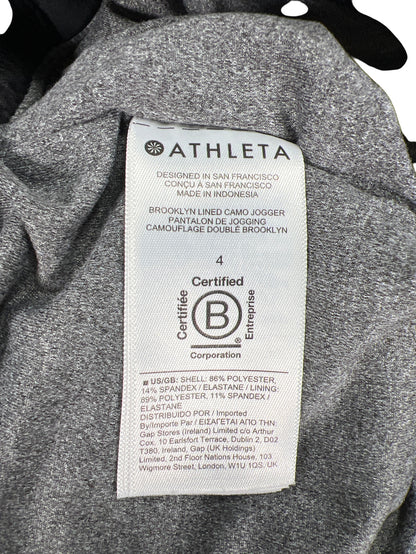 ATHLETA
DESIGNED IN SAN FRANCISCO
CONÇU À SAN FRANCISCO
MADE IN INDONESIA
BROOKLYN LINED CAMO JOGGER
PANTALON DE JOGGING
CAMOUFLAGE DOUBLÉ BROOKLYN
4
Certified
Certifiée
B
Entreprise
Corporation
US/GB: SHELL: 86% POLYESTER,
14% SPANDEX / ELASTANE / LINING:
89% POLYESTER, 11% SPANDEX /
ELASTANE
DISTRIBUIDO POR / Imported
By/Importe Par / ΕΙΣΑΓΕΤΑΙ ΑΠΟ ΤΗΝ:
Gap Stores (Ireland) Limited c/o Arthur
Cox, 10 Earlsfort Terrace, Dublin 2, D02
T380, Ireland, Gap (UK Holdings)
Limited, 2nd Floor 7Nations House, 103
Wigmore Street, London, W1U 1QS, UK